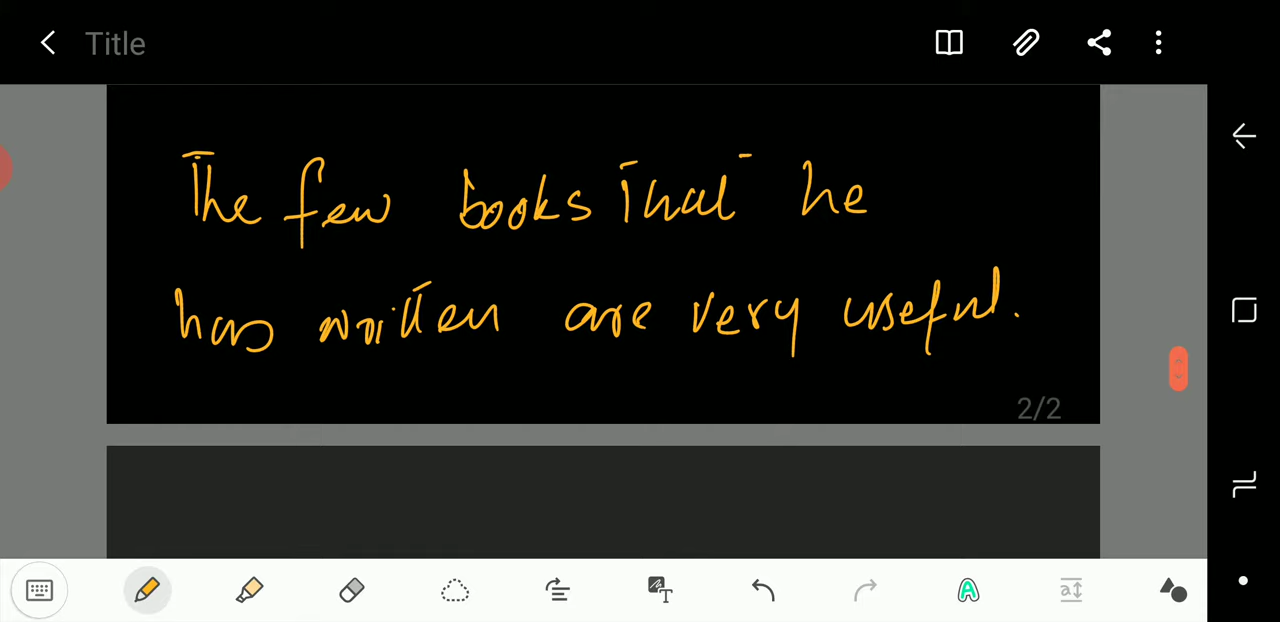 Title
The few books that he
has written are very useful.
2/2